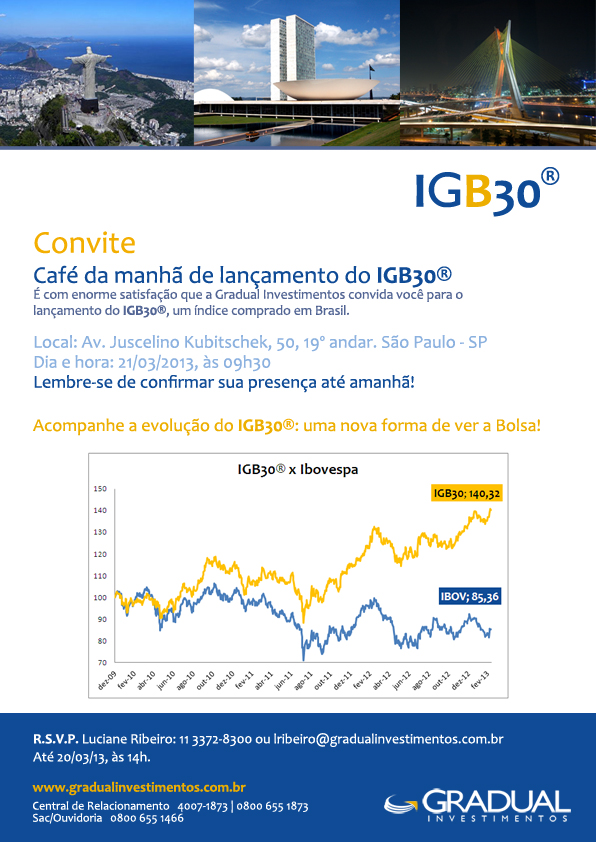 IGB30®
Convite
Café da manhã de lançamento do IGB30®
É com enorme satisfação que a Gradual Investimentos convida você para o
lançamento do IGB30®, um índice comprado em Brasil.
Local: Av. Juscelino Kubitschek, 50, 19º andar. São Paulo - SP
Dia e hora: 21/03/2013, às 09h30
Lembre-se de confirmar sua presença até amanhã!
Acompanhe a evolução do IGB30®: uma nova forma de ver a Bolsa!
IGB30® x Ibovespa
150
IGB30; 140,32
140
130
120
110
100
IBOV; 85,36
90
80
70
dez-09 fev-10 abr-10 jun-10 ago-10 out-10 dez-10 fev-11 abr-11 jun-11 ago-11 out-11 dez-11 fev-12 abr-12 jun-12 ago-12 out-12 dez-12 fev-13
R.S.V.P. Luciane Ribeiro: 11 3372-8300 ou lribeiro@gradualinvestimentos.com.br
Até 20/03/13, às 14h.
www.gradualinvestimentos.com.br
Central de Relacionamento 4007-1873 | 0800 655 1873
Sac/Ouvidoria 0800 655 1466
GRADUAL
INVESTIMENTOS